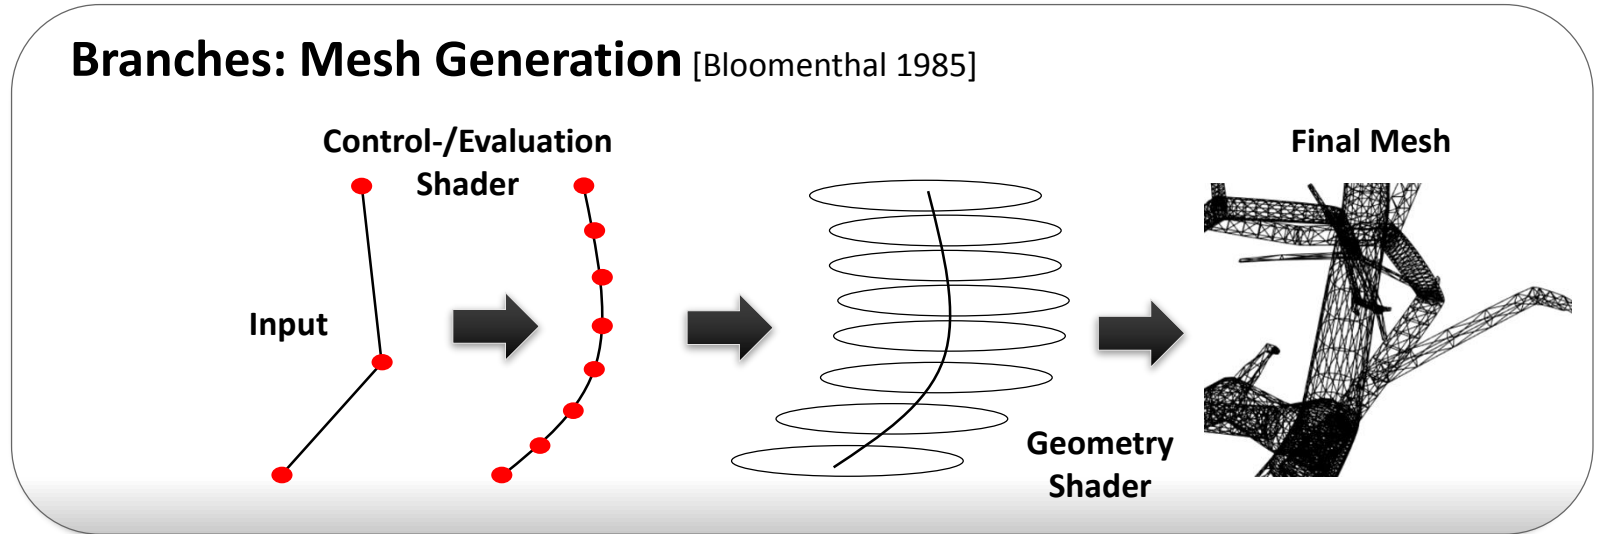 Branches: Mesh Generation [Bloomenthal 1985]
Control-/Evaluation
Shader
Final Mesh
Input
Geometry
Shader